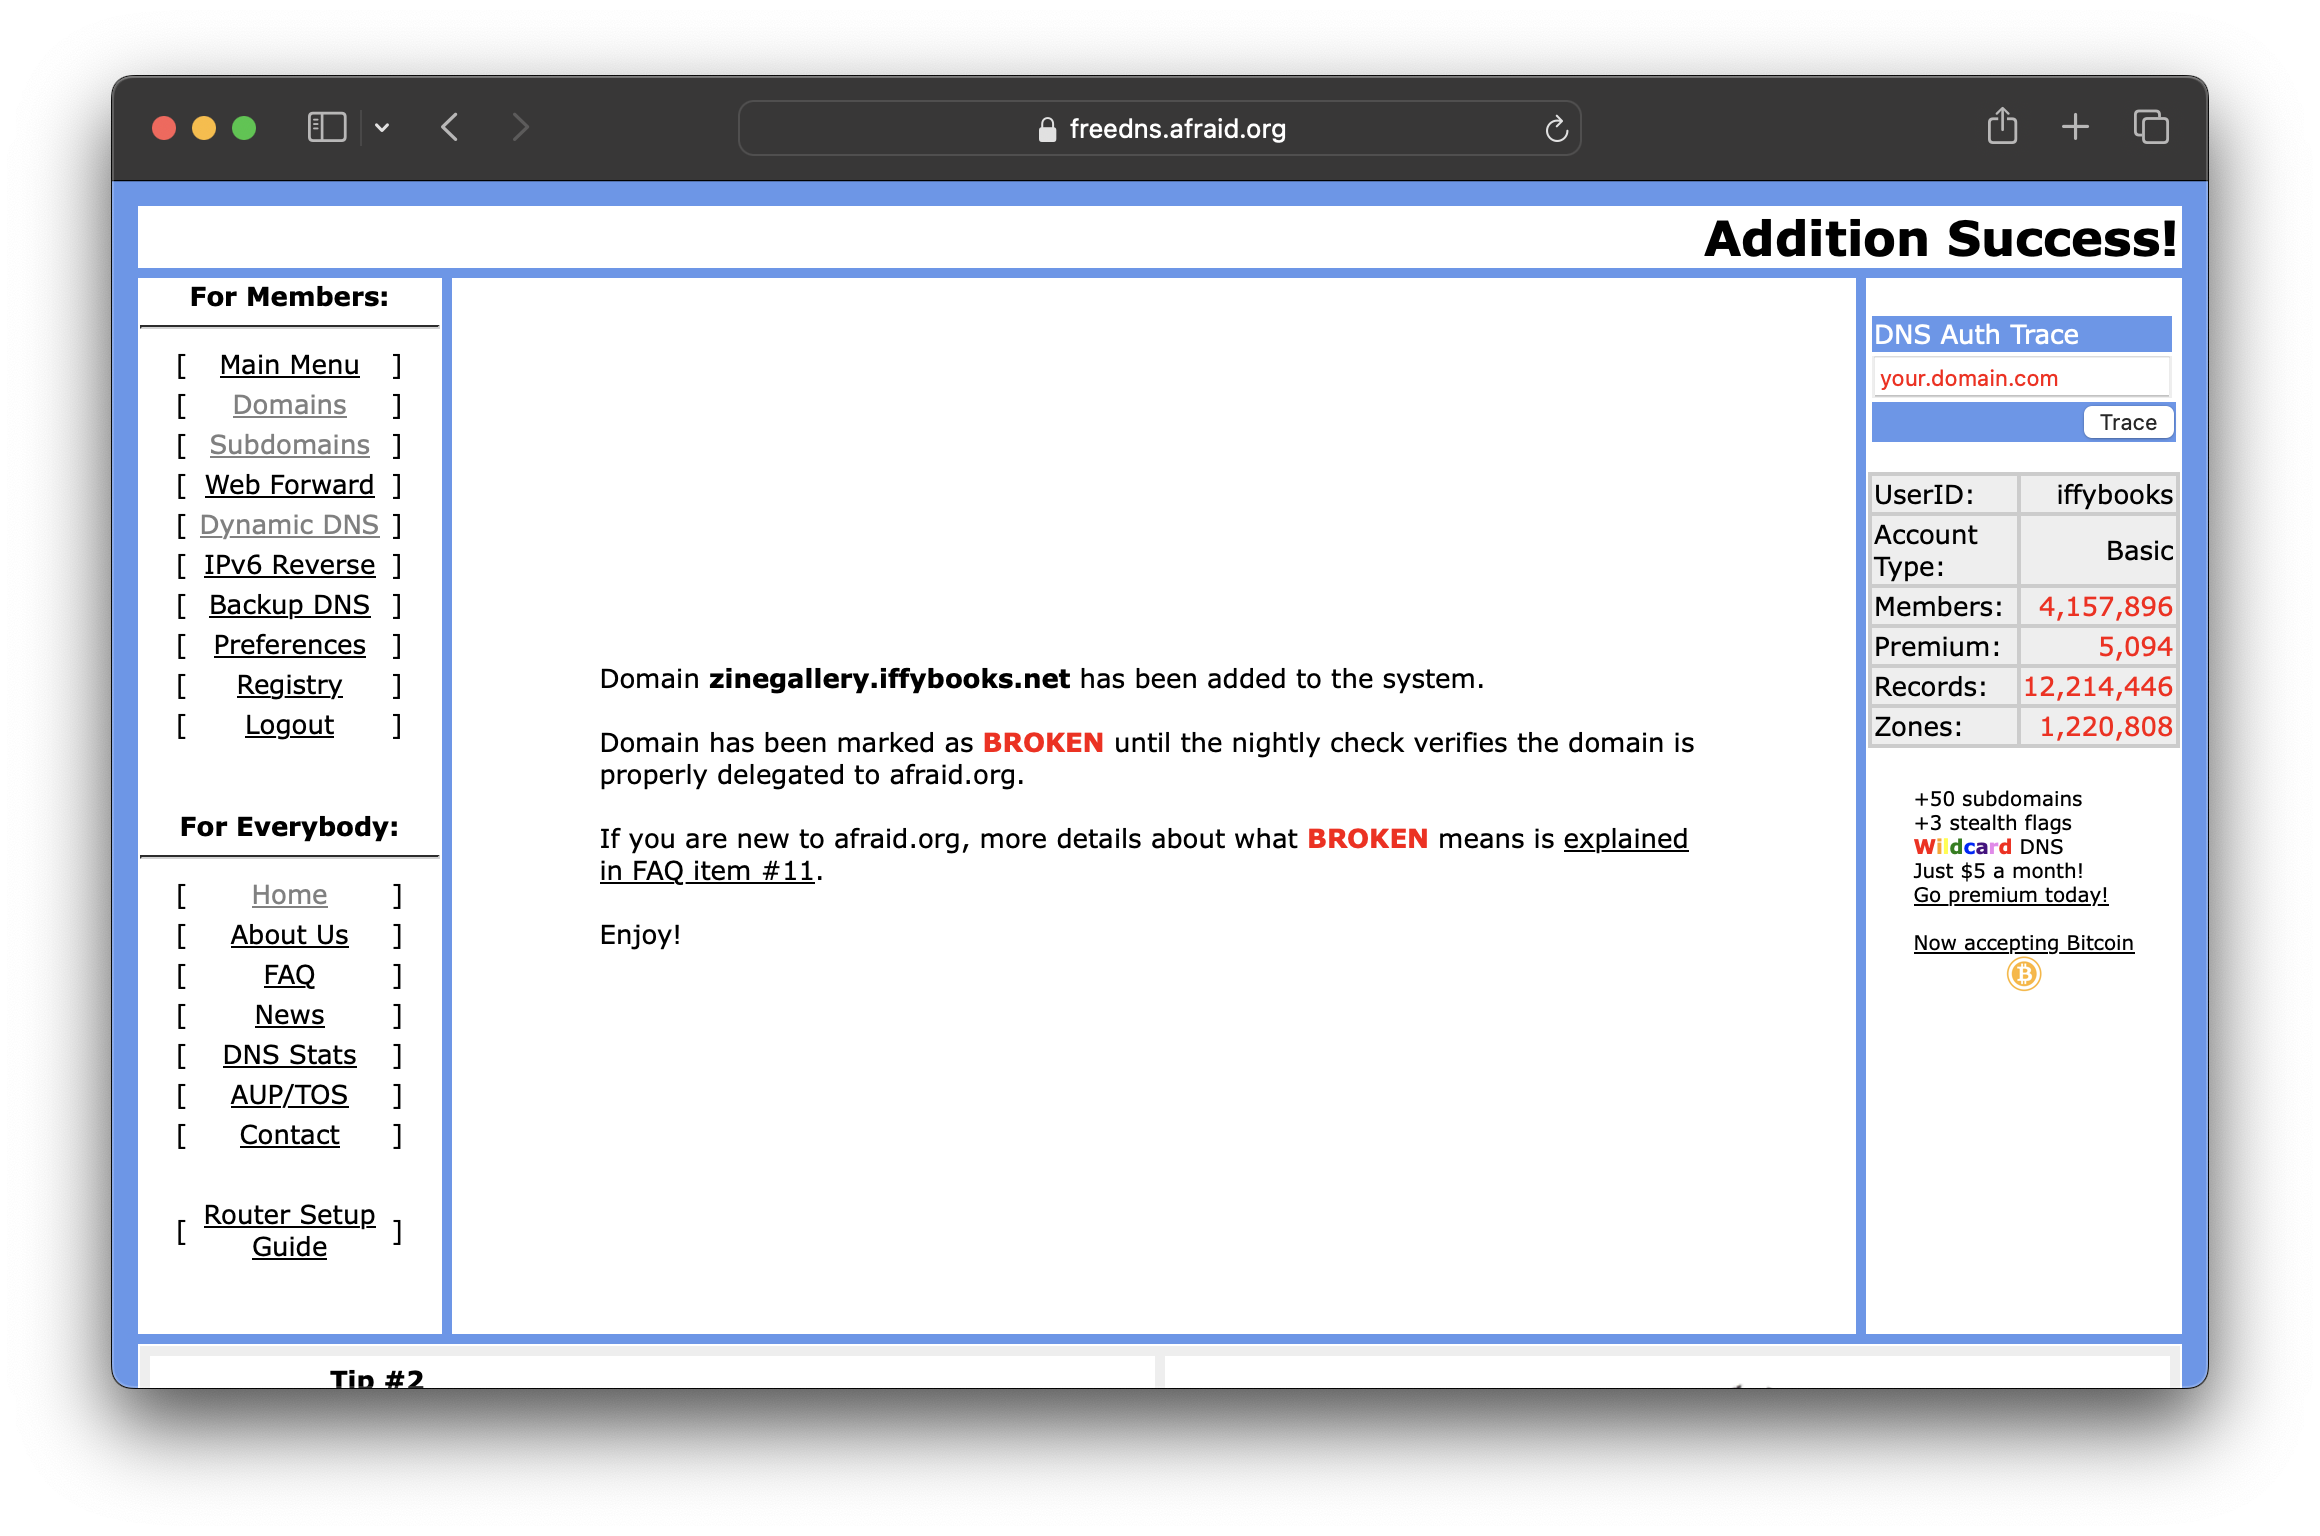 freedns.afraid.org
Addition Success!
For Members:
[ Main Menu ]
[ Domains ]
[ Subdomains ]
[ Web Forward ]
[ Dynamic DNS ]
[ IPv6 Reverse ]
[ Backup DNS ]
[ Preferences ]
[ Registry ]
[ Logout ]
For Everybody:
[ Home ]
[ About Us ]
[ FAQ ]
[ News ]
[ DNS Stats ]
[ AUP/TOS ]
[ Contact ]
[ Router Setup
Guide ]
Domain zinegallery.iffybooks.net has been added to the system.
Domain has been marked as BROKEN until the nightly check verifies the domain is
properly delegated to afraid.org.
If you are new to afraid.org, more details about what BROKEN means is explained
in FAQ item #11.
Enjoy!
DNS Auth Trace
your.domain.com
Trace
UserID: iffybooks
Account
Type: Basic
Members: 4,157,896
Premium: 5,094
Records: 12,214,446
Zones: 1,220,808
+50 subdomains
+3 stealth flags
Wildcard DNS
Just $5 a month!
Go premium today!
Now accepting Bitcoin
Tip #2